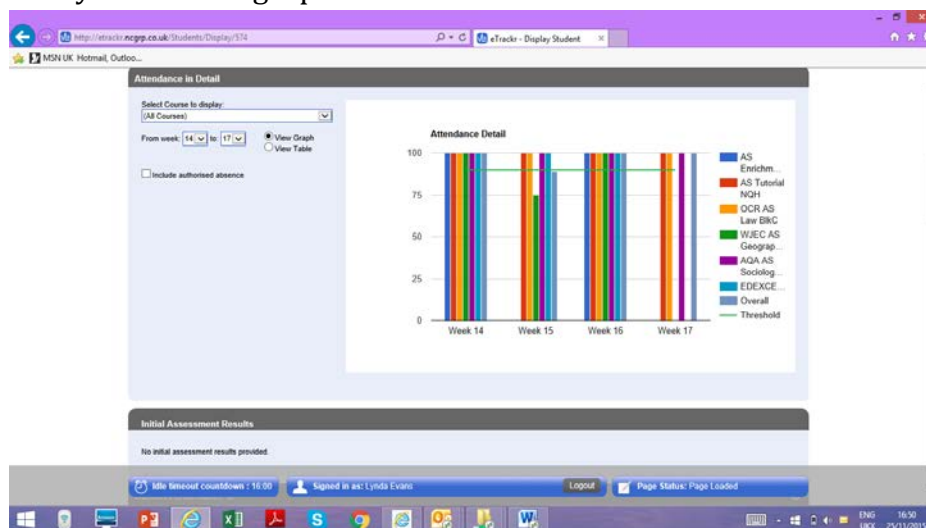 http://etrackr.ncgrp.co.uk/Students/Display/574
eTrackr - Display Student
MSN UK Hotmail, Outloo...
Attendance in Detail
Select Course to display:
(All Courses)
From week: 14 to: 17
View Graph
View Table
Include authorised absence
Attendance Detail
100
75
50
25
0
Week 14 Week 15 Week 16 Week 17
AS
Enrichm...
AS Tutorial
NQH
OCR AS
Law BlkC
WJEC AS
Geograp...
AQA AS
Sociolog...
EDEXCE...
Overall
Threshold
Initial Assessment Results
No initial assessment results provided.
Idle timeout countdown : 16:00 Signed in as: Lynda Evans Logout Page Status: Page Loaded
ENG 16:50
UKX 25/11/2015